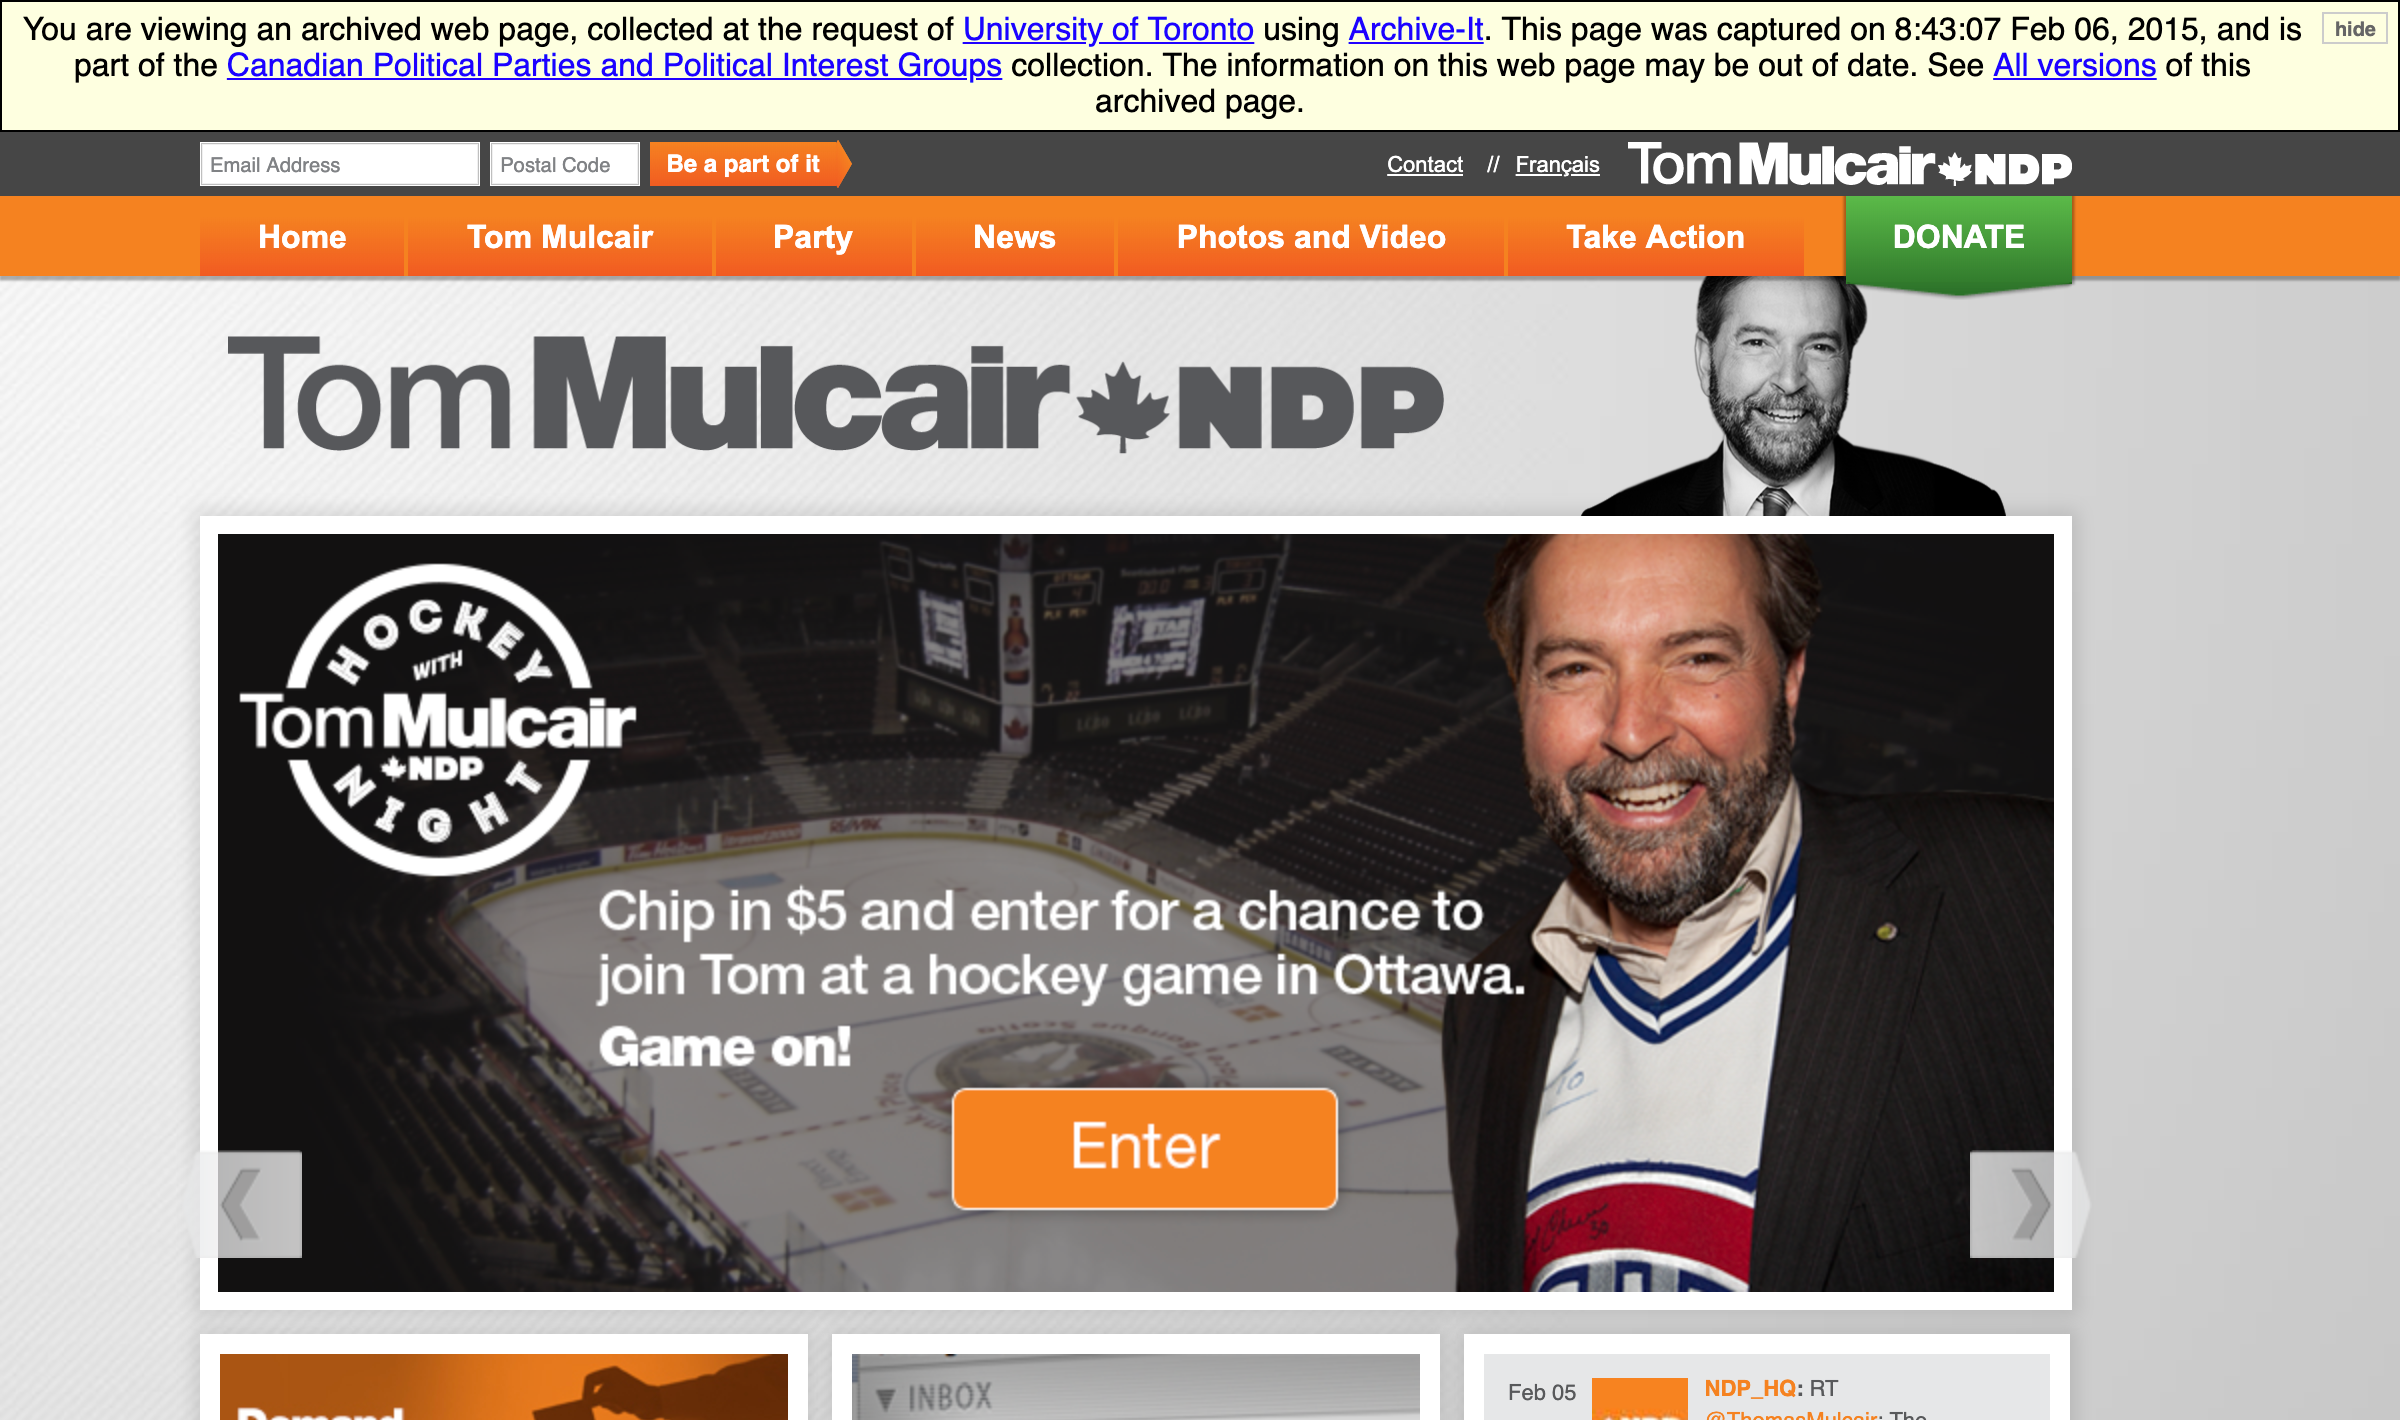 You are viewing an archived web page, collected at the request of University of Toronto using Archive-It. This page was captured on 8:43:07 Feb 06, 2015, and is
part of the Canadian Political Parties and Political Interest Groups collection. The information on this web page may be out of date. See All versions of this
archived page.
hide
Email Address
Postal Code
Be a part of it
Contact // Français
Tom Mulcair NDP
Home
Tom Mulcair
Party
News
Photos and Video
Take Action
DONATE
Tom Mulcair NDP
HOCKEY
WITH
Tom Mulcair
NDP
NIGHT
Chip in $5 and enter for a chance to
join Tom at a hockey game in Ottawa.
Game on!
Enter
Demand
INBOX
Feb 05
NDP_HQ: RT
@ThomasMulcair: The